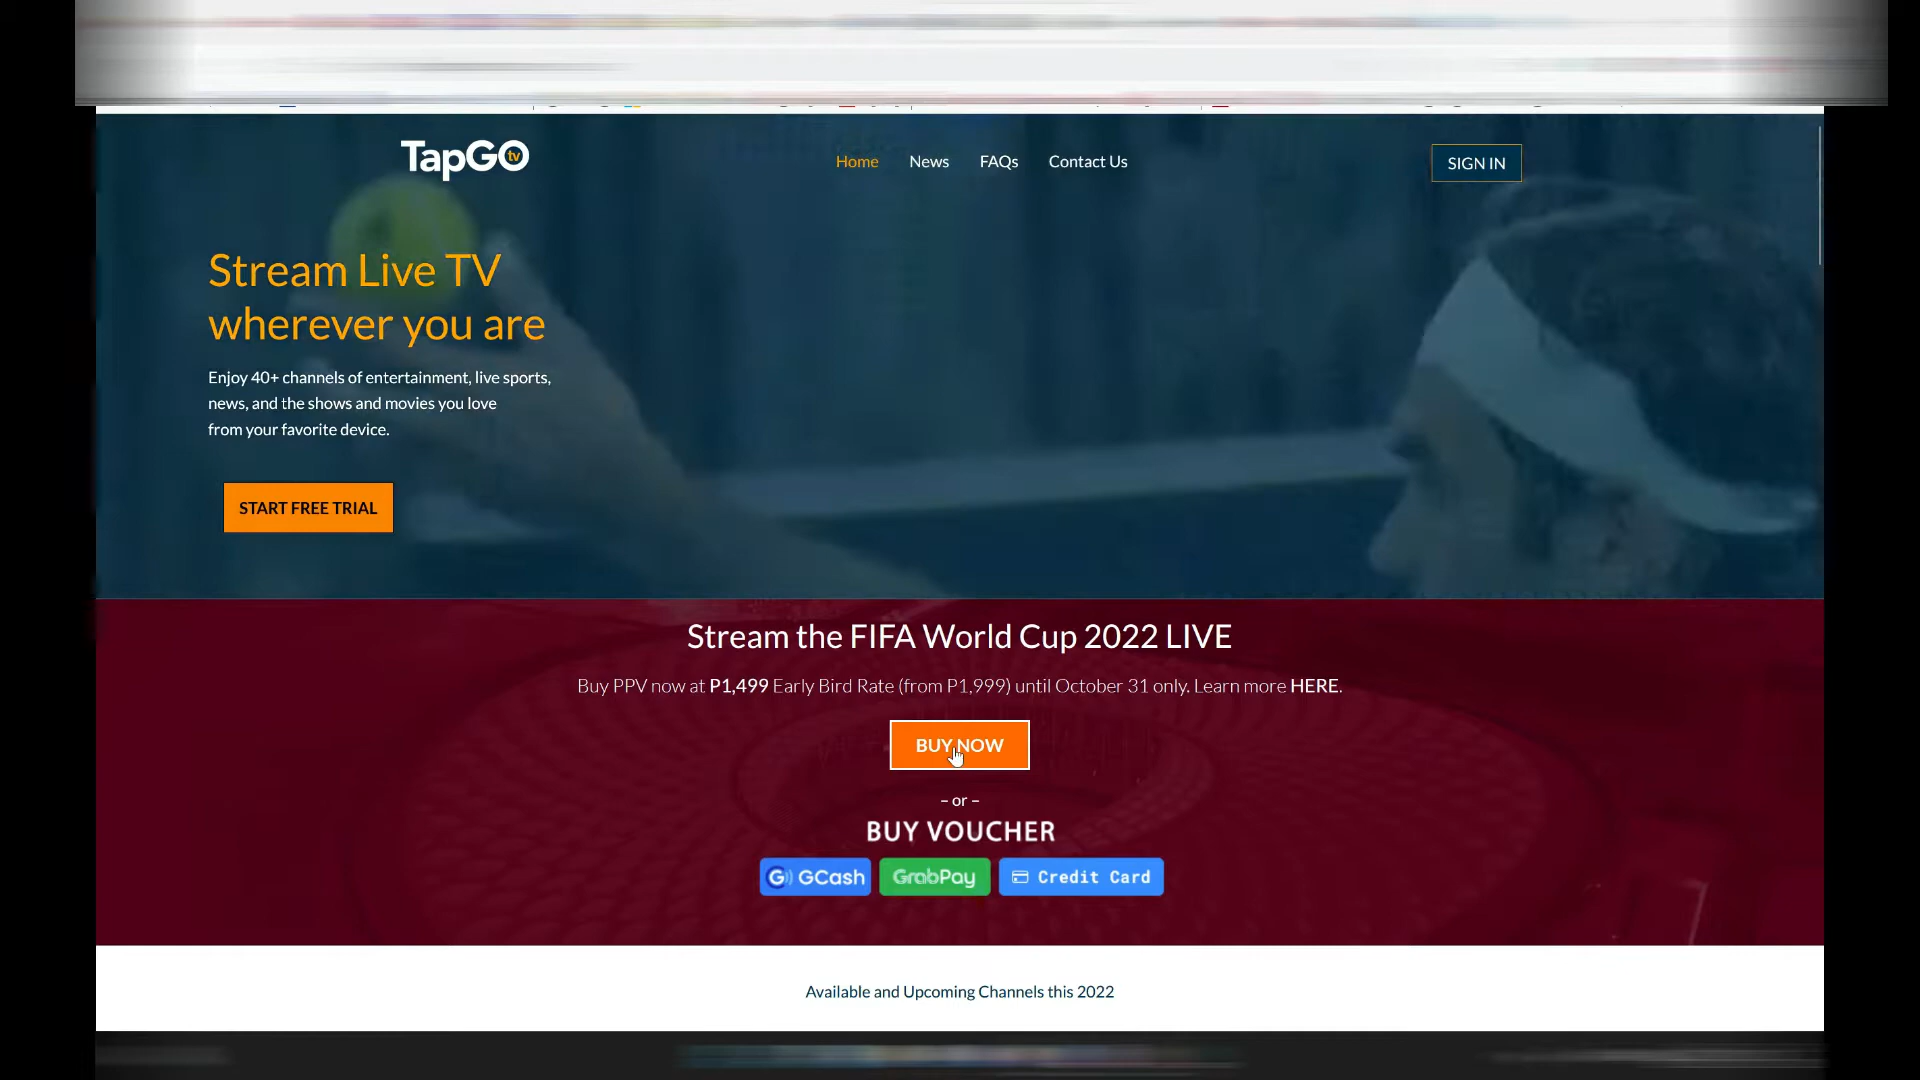 TapGO tv
Home News FAQs Contact Us
SIGN IN
Stream Live TV
wherever you are
Enjoy 40+ channels of entertainment, live sports,
news, and the shows and movies you love
from your favorite device.
START FREE TRIAL
Stream the FIFA World Cup 2022 LIVE
Buy PPV now at P1,499 Early Bird Rate (from P1,999) until October 31 only. Learn more HERE.
BUY NOW
– or –
BUY VOUCHER
GCash GrabPay Credit Card
Available and Upcoming Channels this 2022